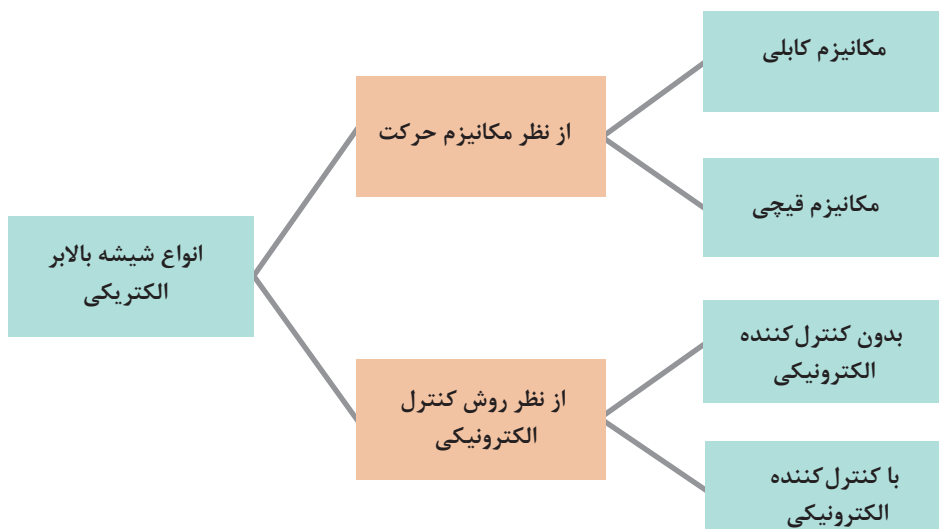 انواع شیشه بالابر
الکتریکی
از نظر مکانیزم حرکت
مکانیزم کابلی
مکانیزم قیچی
از نظر روش کنترل
الکترونیکی
بدون کنترل‌کننده
الکترونیکی
با کنترل‌کننده
الکترونیکی